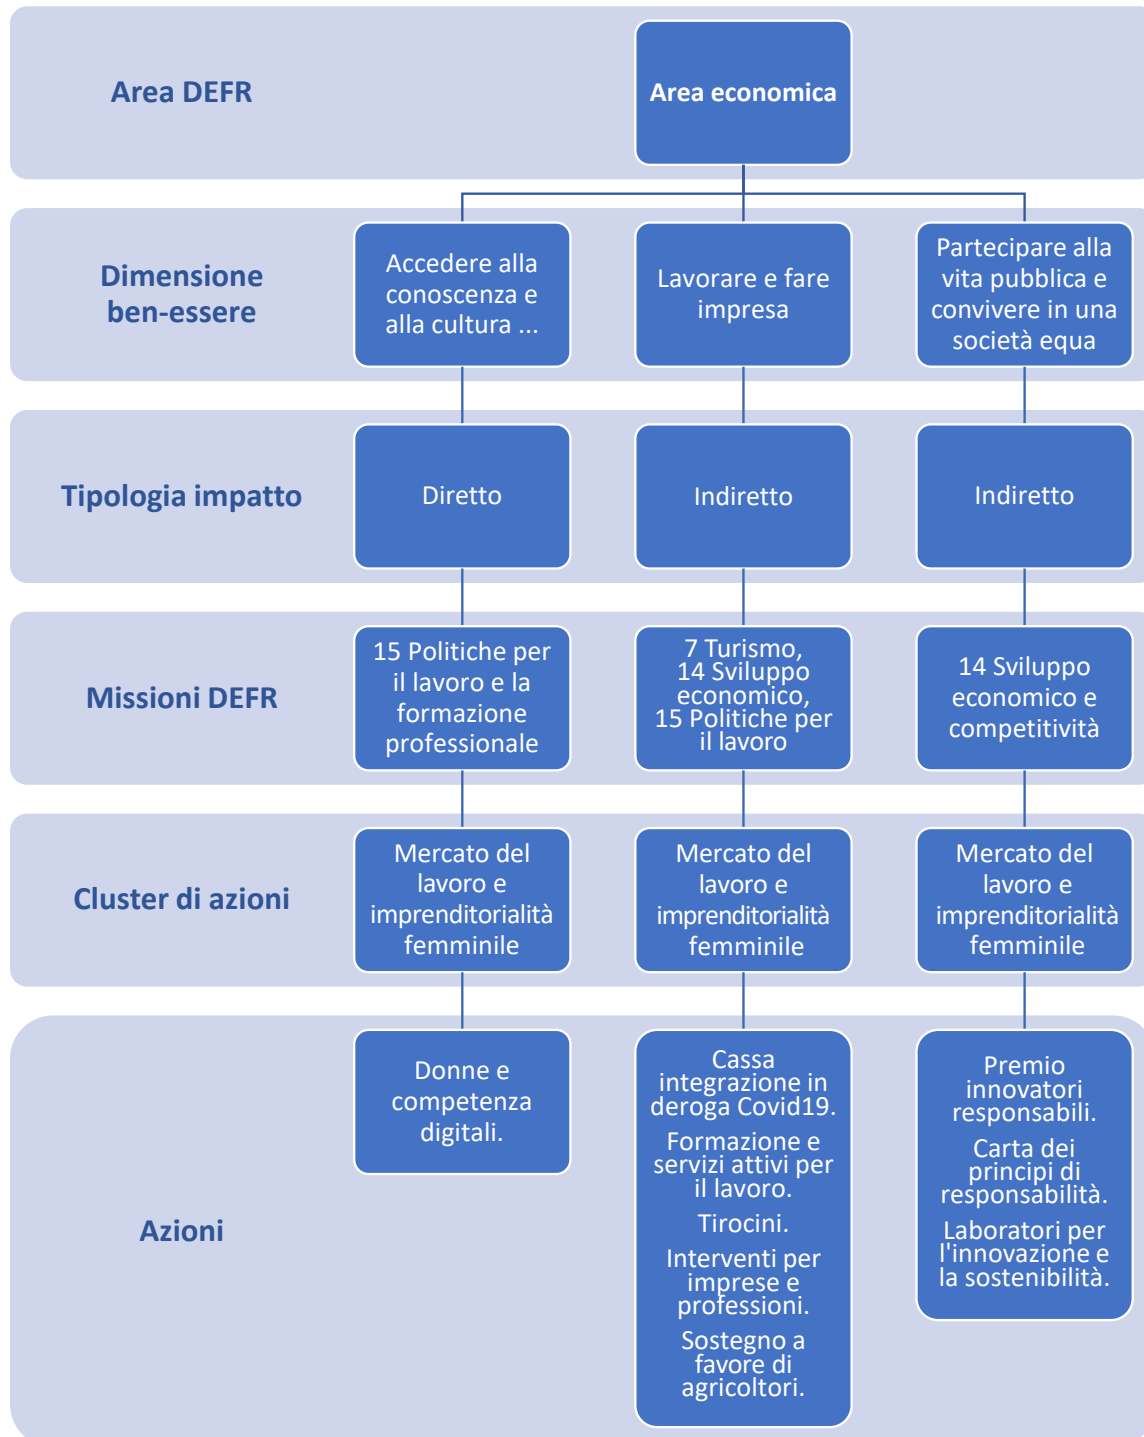 Area DEFR
Area economica
Dimensione
ben-essere
Accedere alla
conoscenza e
alla cultura ...
Lavorare e fare
impresa
Partecipare alla
vita pubblica e
convivere in una
società equa
Tipologia impatto
Diretto
Indiretto
Indiretto
Missioni DEFR
15 Politiche per
il lavoro e la
formazione
professionale
7 Turismo,
14 Sviluppo
economico,
15 Politiche per
il lavoro
14 Sviluppo
economico e
competitività
Cluster di azioni
Mercato del
lavoro e
imprenditorialità
femminile
Mercato del
lavoro e
imprenditorialità
femminile
Mercato del
lavoro e
imprenditorialità
femminile
Azioni
Donne e
competenza
digitali.
Cassa
integrazione in
deroga Covid19.
Formazione e
servizi attivi per
il lavoro.
Tirocini.
Interventi per
imprese e
professioni.
Sostegno a
favore di
agricoltori.
Premio
innovatori
responsabili.
Carta dei
principi di
responsabilità.
Laboratori per
l'innovazione e
la sostenibilità.